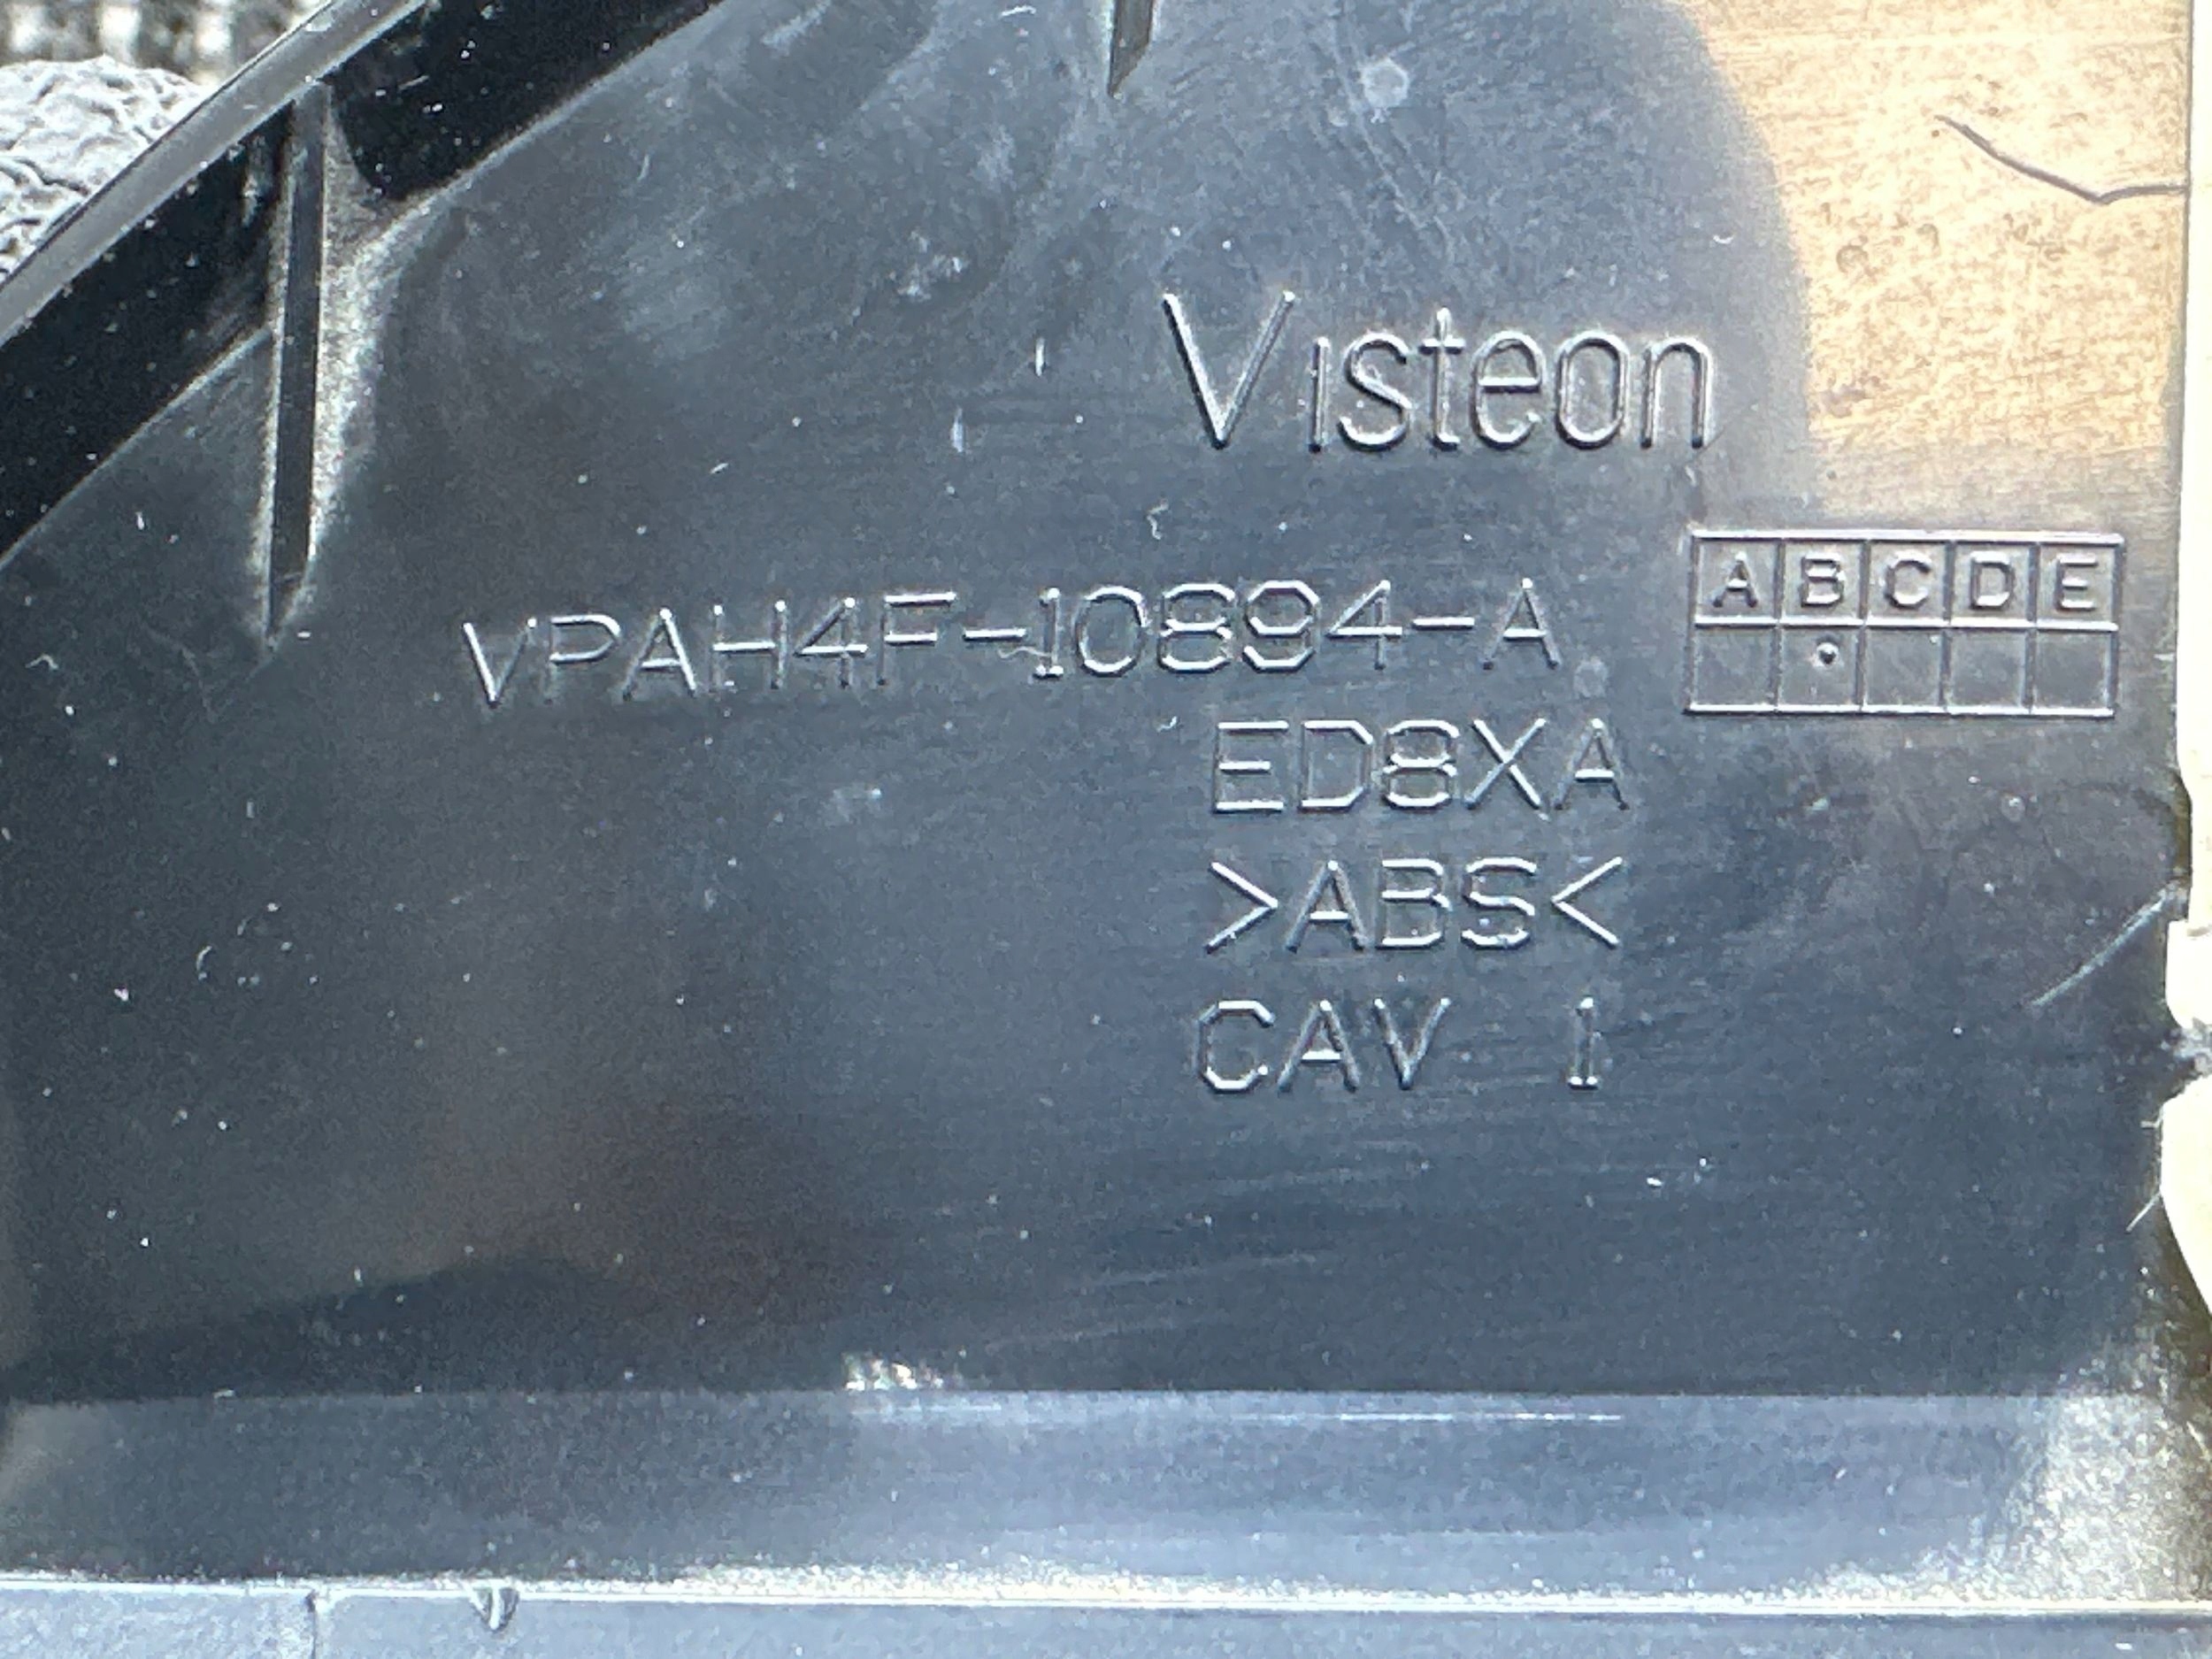 Visteon
VPAH4F-10894-A
A B C D E
ED8XA
>ABS<
CAV 1